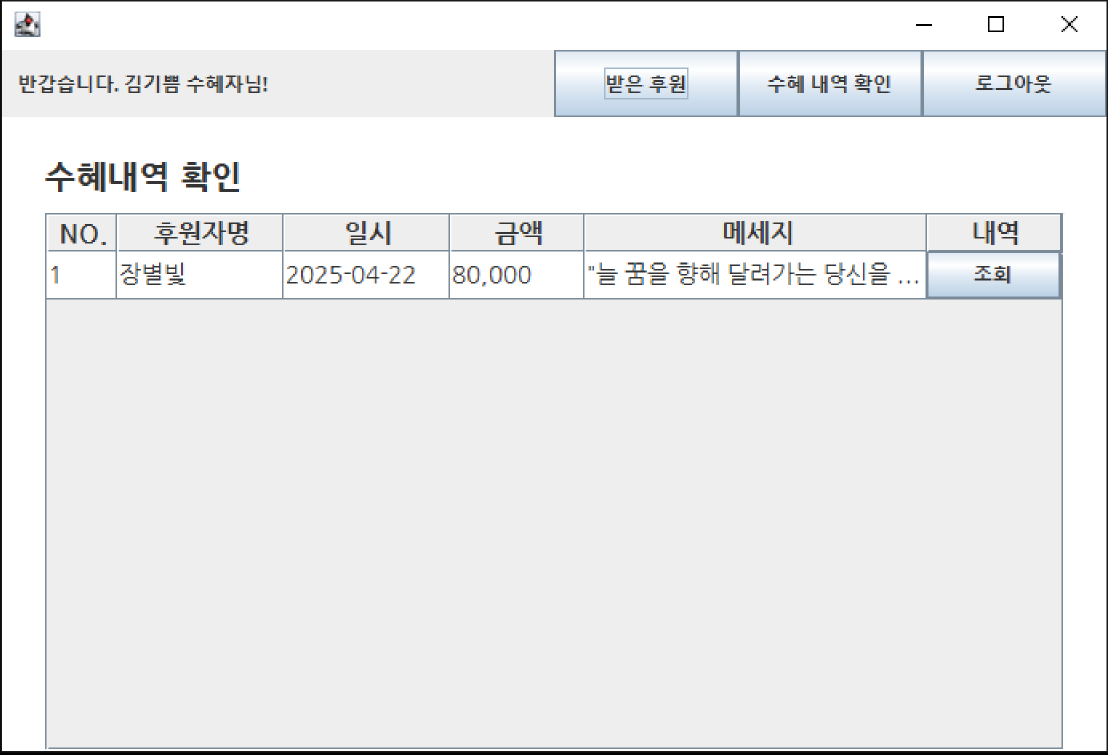 반갑습니다. 김기쁨 수혜자님! 받은 후원 수혜 내역 확인 로그아웃
수혜내역 확인
NO. 후원자명 일시 금액 메세지 내역
1 장별빛 2025-04-22 80,000 "늘 꿈을 향해 달려가는 당신을 ... 조회